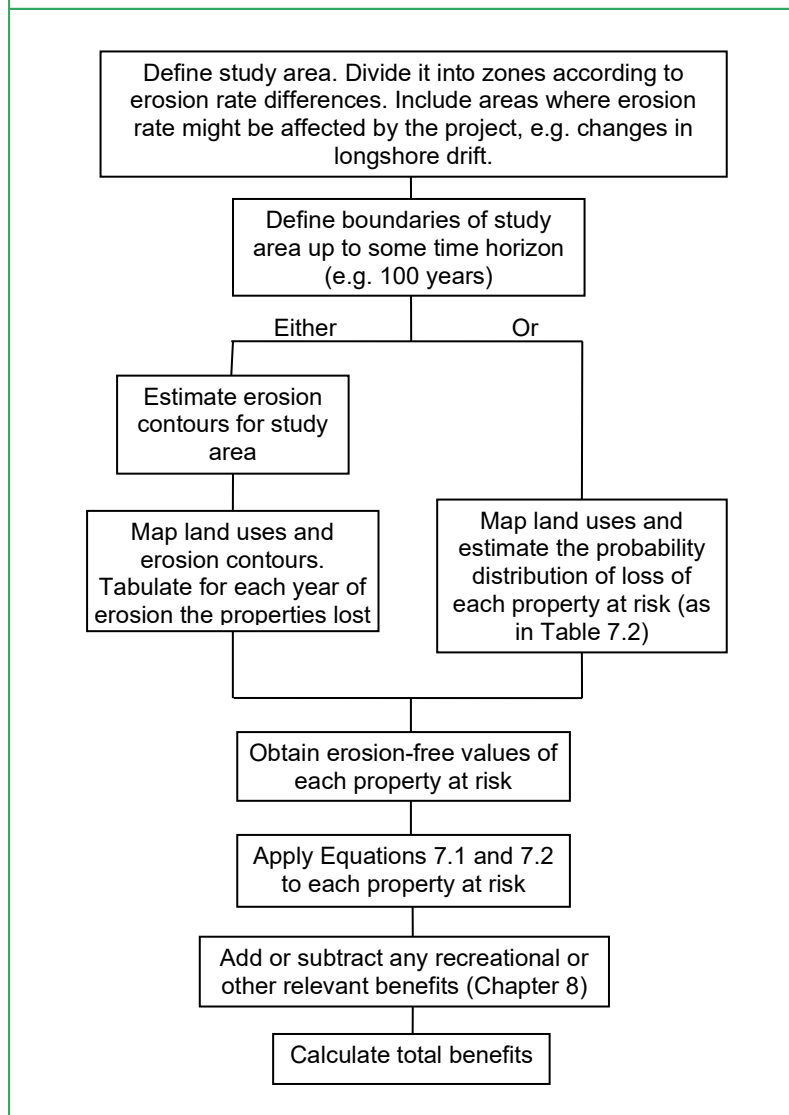 Define study area. Divide it into zones according to
erosion rate differences. Include areas where erosion
rate might be affected by the project, e.g. changes in
longshore drift.
Define boundaries of study
area up to some time horizon
(e.g. 100 years)
Either
Or
Estimate erosion
contours for study
area
Map land uses and
erosion contours.
Tabulate for each year of
erosion the properties lost
Map land uses and
estimate the probability
distribution of loss of
each property at risk (as
in Table 7.2)
Obtain erosion-free values of
each property at risk
Apply Equations 7.1 and 7.2
to each property at risk
Add or subtract any recreational or
other relevant benefits (Chapter 8)
Calculate total benefits